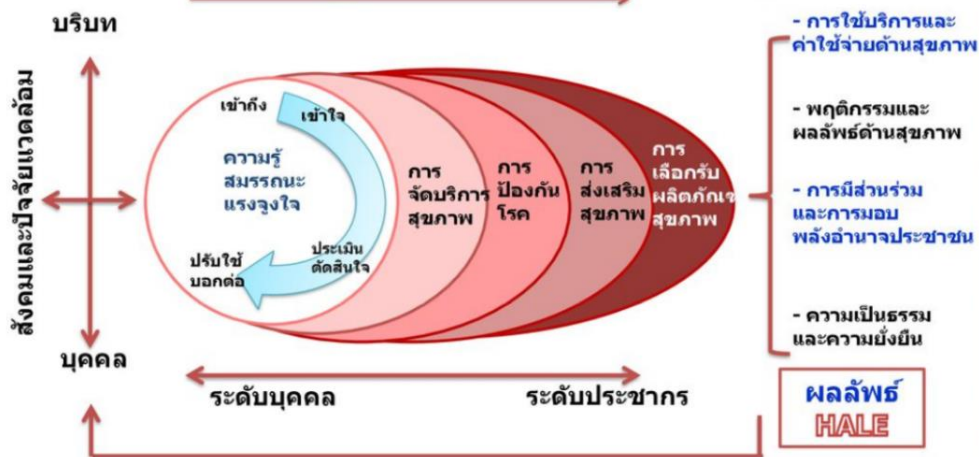 บริบท
สังคมและปัจจัยแวดล้อม
บุคคล
เข้าถึง
เข้าใจ
ความรู้
สมรรถนะ
แรงจูงใจ
ประเมิน
ตัดสินใจ
ปรับใช้
บอกต่อ
การ
จัดบริการ
สุขภาพ
การ
ป้องกัน
โรค
การ
ส่งเสริม
สุขภาพ
การ
เลือกรับ
ผลิตภัณฑ์
สุขภาพ
- การใช้บริการและ
ค่าใช้จ่ายด้านสุขภาพ
- พฤติกรรมและ
ผลลัพธ์ด้านสุขภาพ
- การมีส่วนร่วม
และการมอบ
พลังอำนาจประชาชน
- ความเป็นธรรม
และความยั่งยืน
ระดับบุคคล
ระดับประชากร
ผลลัพธ์
HALE